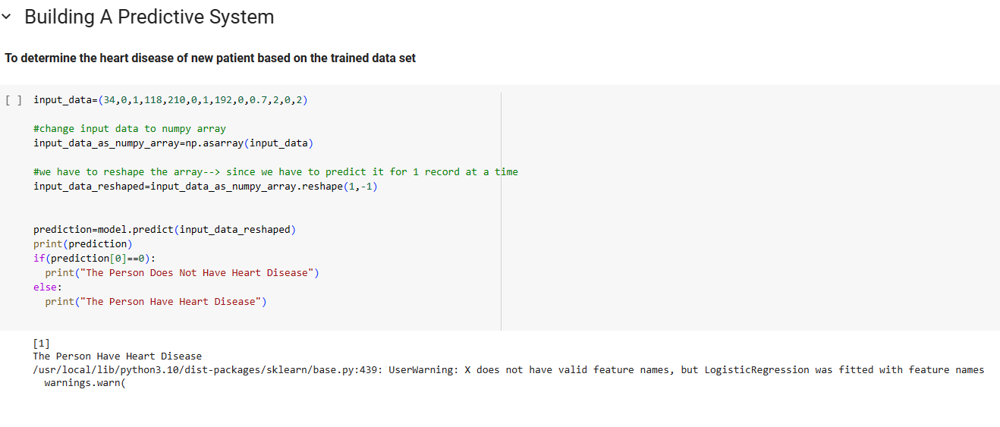 Building A Predictive System
To determine the heart disease of new patient based on the trained data set
[ ] input_data=(34,0,1,118,210,0,1,192,0,0.7,2,0,2)
#change input data to numpy array
input_data_as_numpy_array=np.asarray(input_data)
#we have to reshape the array--> since we have to predict it for 1 record at a time
input_data_reshaped=input_data_as_numpy_array.reshape(1,-1)
prediction=model.predict(input_data_reshaped)
print(prediction)
if(prediction[0]==0):
  print("The Person Does Not Have Heart Disease")
else:
  print("The Person Have Heart Disease")
[1]
The Person Have Heart Disease
/usr/local/lib/python3.10/dist-packages/sklearn/base.py:439: UserWarning: X does not have valid feature names, but LogisticRegression was fitted with feature names
  warnings.warn(